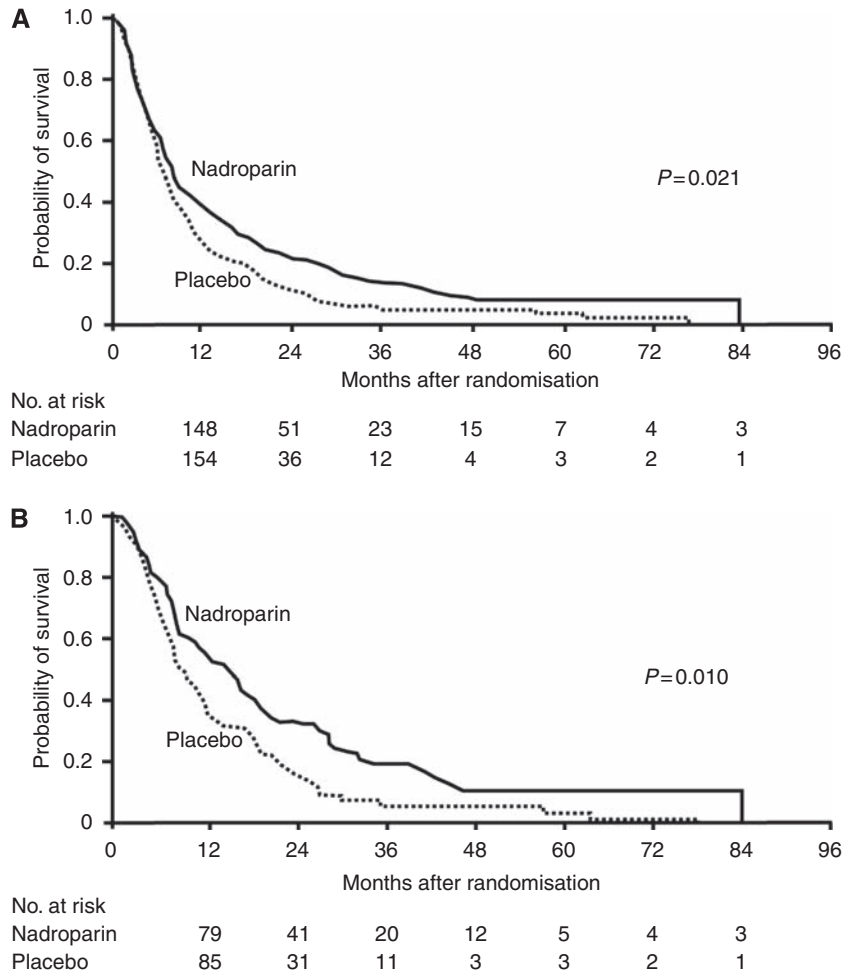 A
1.0
0.8
0.6
0.4
0.2
0
Probability of survival
Nadroparin
Placebo
P=0.021
0 12 24 36 48 60 72 84 96
Months after randomisation
No. at risk
Nadroparin 148 51 23 15 7 4 3
Placebo 154 36 12 4 3 2 1
B
1.0
0.8
0.6
0.4
0.2
0
Probability of survival
Nadroparin
Placebo
P=0.010
0 12 24 36 48 60 72 84 96
Months after randomisation
No. at risk
Nadroparin 79 41 20 12 5 4 3
Placebo 85 31 11 3 3 2 1